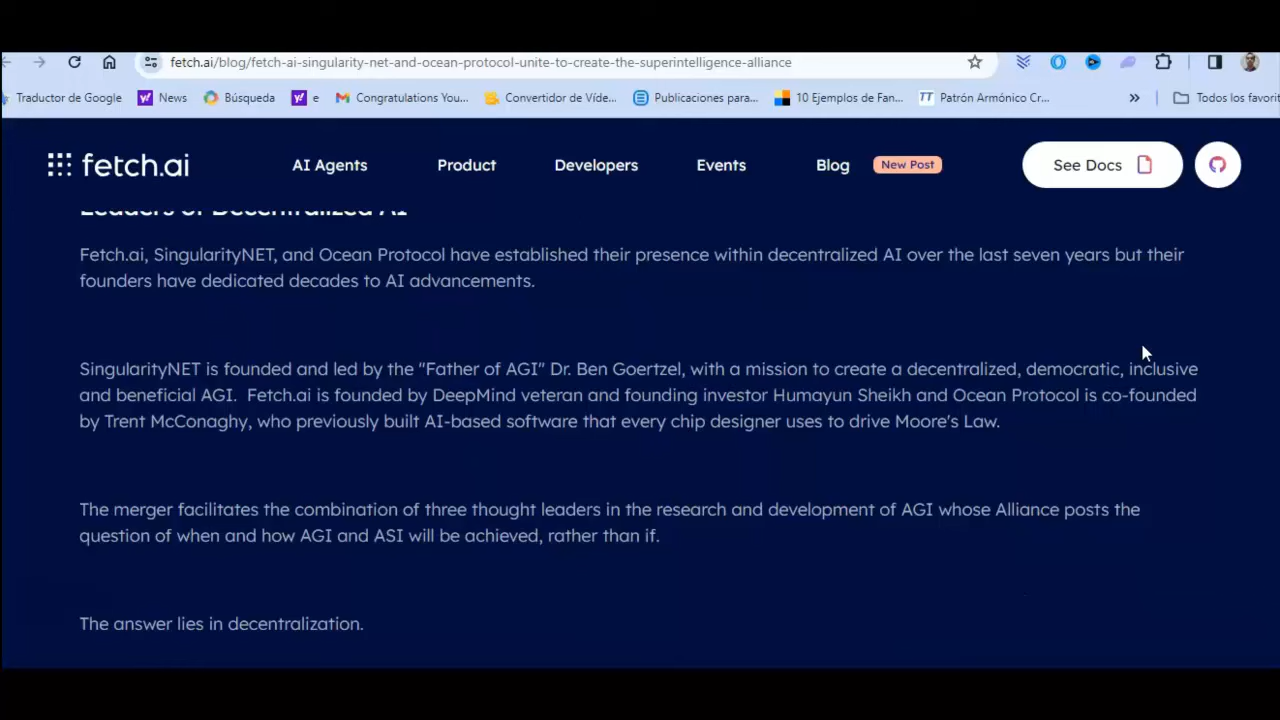 fetch.ai/blog/fetch-ai-singularity-net-and-ocean-protocol-unite-to-create-the-superintelligence-alliance
Traductor de Google News Búsqueda e Congratulations You... Convertidor de Víde... Publicaciones para... 10 Ejemplos de Fan... TT Patrón Armónico Cr... » Todos los favorit
fetch.ai AI Agents Product Developers Events Blog New Post See Docs
Leaders of Decentralized AI
Fetch.ai, SingularityNET, and Ocean Protocol have established their presence within decentralized AI over the last seven years but their
founders have dedicated decades to AI advancements.
SingularityNET is founded and led by the "Father of AGI" Dr. Ben Goertzel, with a mission to create a decentralized, democratic, inclusive
and beneficial AGI. Fetch.ai is founded by DeepMind veteran and founding investor Humayun Sheikh and Ocean Protocol is co-founded
by Trent McConaghy, who previously built AI-based software that every chip designer uses to drive Moore's Law.
The merger facilitates the combination of three thought leaders in the research and development of AGI whose Alliance posts the
question of when and how AGI and ASI will be achieved, rather than if.
The answer lies in decentralization.